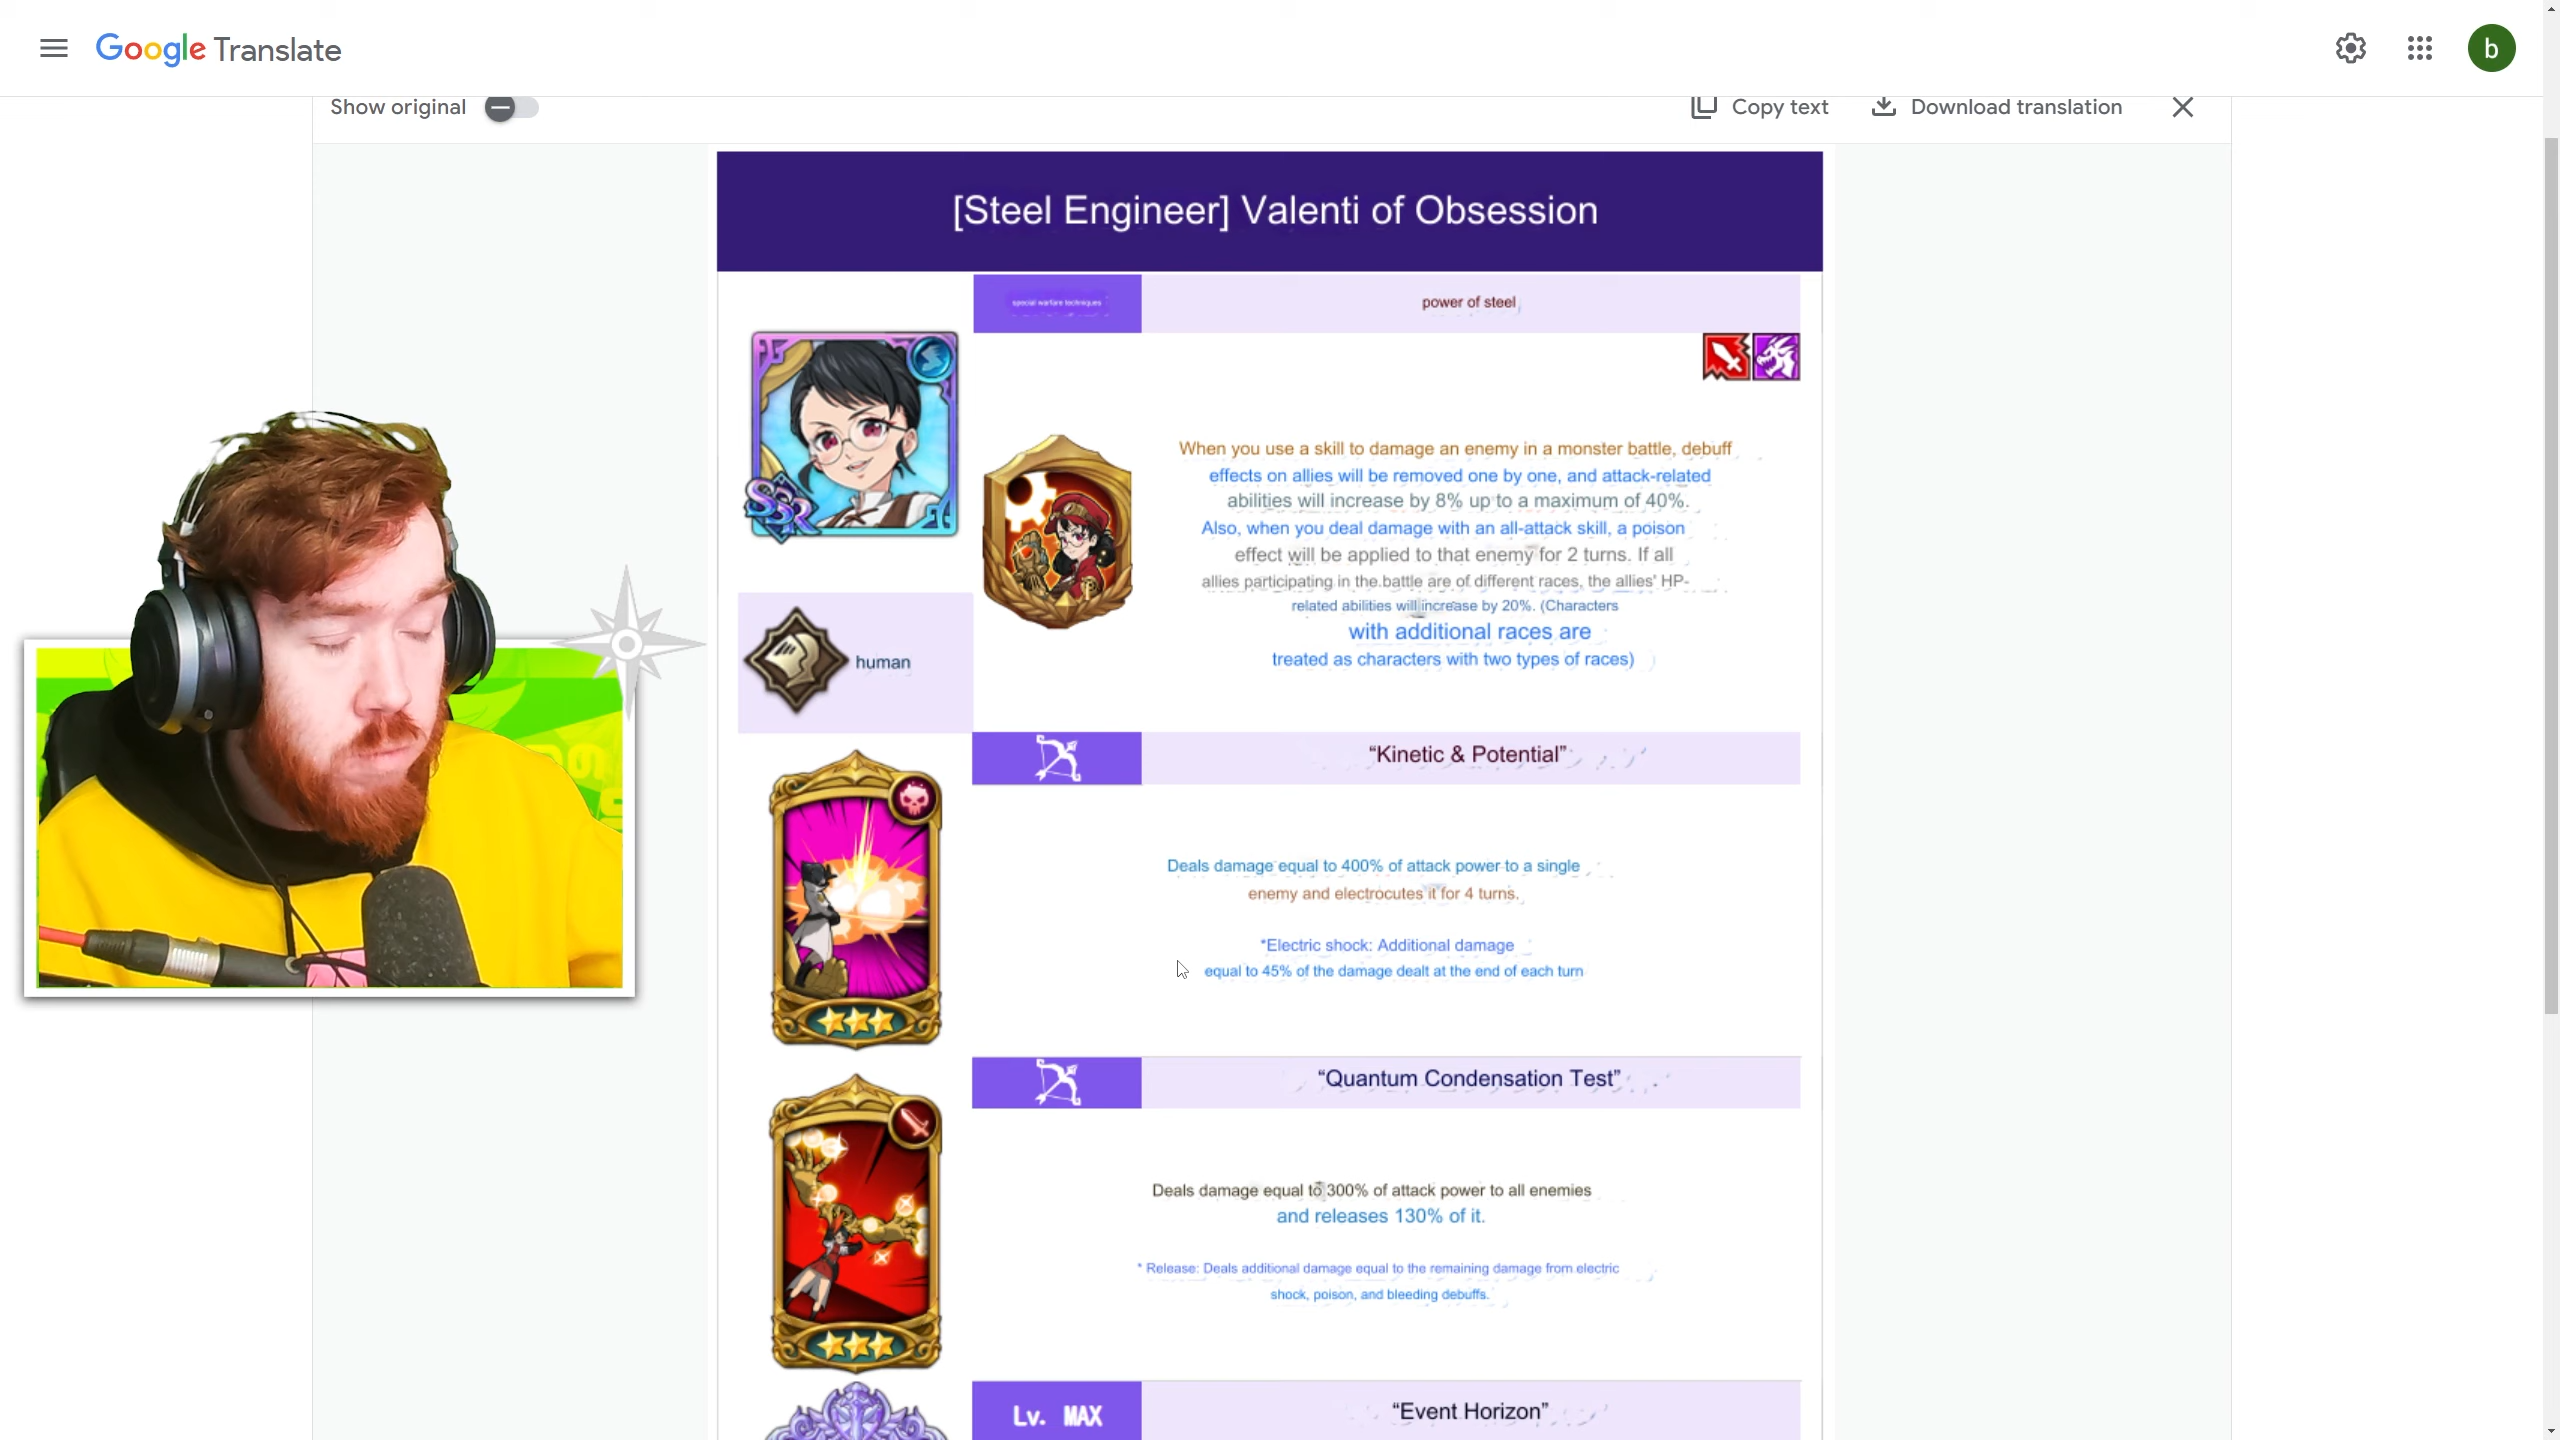 Google Translate
b
Show original
Copy text
Download translation
[Steel Engineer] Valenti of Obsession
special warfare techniques
power of steel
SSR
When you use a skill to damage an enemy in a monster battle, debuff
effects on allies will be removed one by one, and attack-related
abilities will increase by 8% up to a maximum of 40%.
Also, when you deal damage with an all-attack skill, a poison
effect will be applied to that enemy for 2 turns. If all
allies participating in the battle are of different races, the allies' HP-
related abilities will increase by 20%. (Characters
with additional races are
treated as characters with two types of races)
human
“Kinetic & Potential”
Deals damage equal to 400% of attack power to a single
enemy and electrocutes it for 4 turns.
*Electric shock: Additional damage
equal to 45% of the damage dealt at the end of each turn
“Quantum Condensation Test”
Deals damage equal to 300% of attack power to all enemies
and releases 130% of it.
* Release: Deals additional damage equal to the remaining damage from electric
shock, poison, and bleeding debuffs.
Lv. MAX
“Event Horizon”